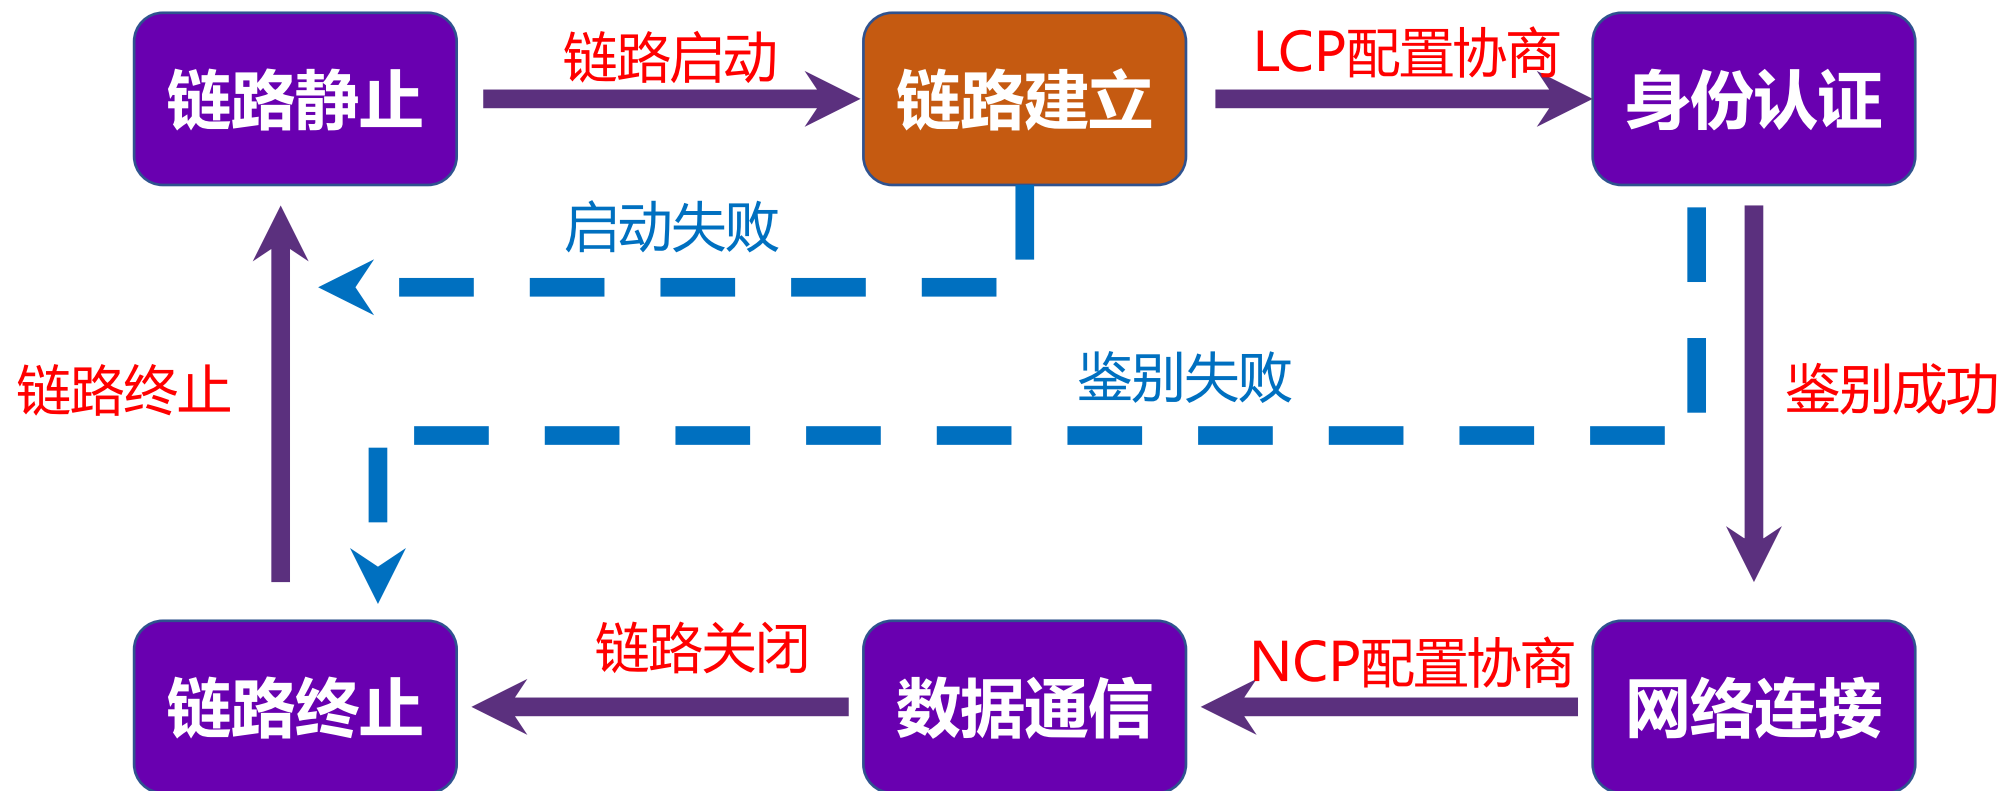 链路静止
链路启动
链路建立
LCP配置协商
身份认证
启动失败
鉴别失败
链路终止
鉴别成功
链路终止
链路关闭
数据通信
NCP配置协商
网络连接